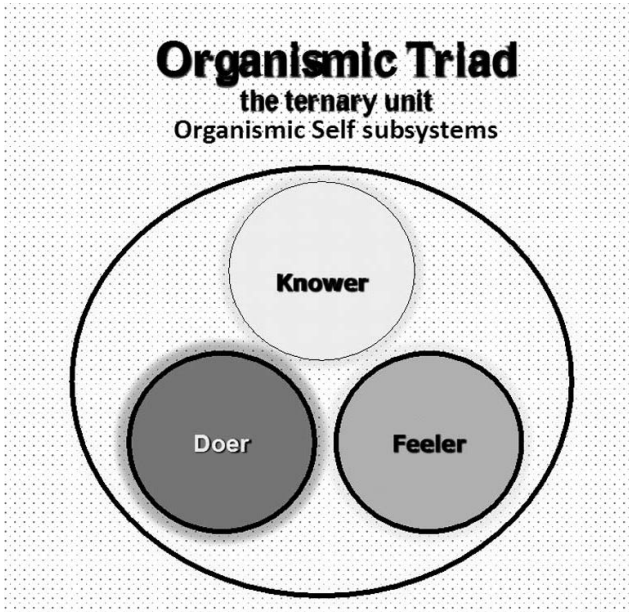 Organismic Triad
the ternary unit
Organismic Self subsystems
Knower
Doer
Feeler